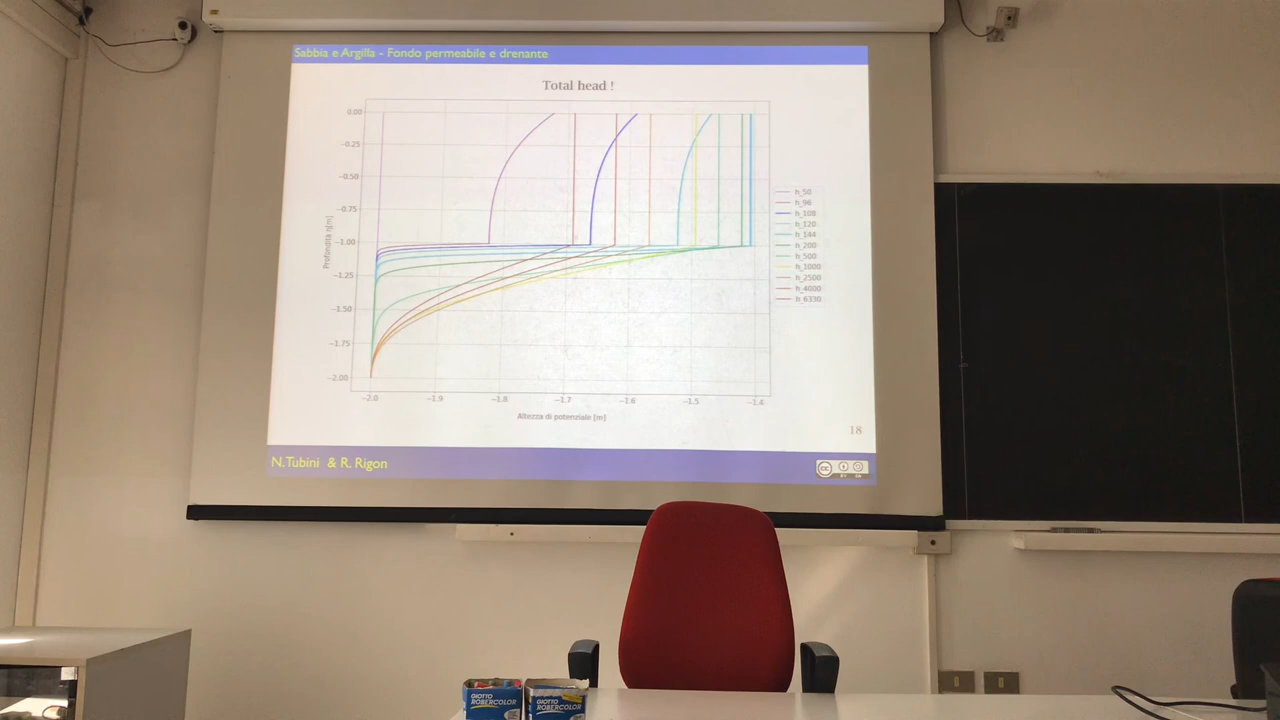 Sabbia e Argilla - Fondo permeabile e drenante
Total head !
0.00
−0.25
−0.50
−0.75
−1.00
−1.25
−1.50
−1.75
−2.00
Profondità η[m]
−2.0 −1.9 −1.8 −1.7 −1.6 −1.5 −1.4
Altezza di potenziale [m]
h_50
h_96
h_108
h_120
h_144
h_200
h_500
h_1000
h_2500
h_4000
h_6330
18
N. Tubini & R. Rigon
cc
GIOTTO
ROBERCOLOR
GIOTTO
ROBERCOLOR